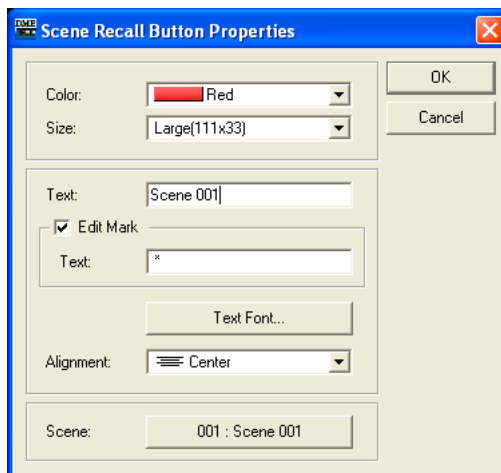 DME
Scene Recall Button Properties
OK
Cancel
Color: Red
Size: Large(111x33)
Text: Scene 001
Edit Mark
Text: *
Text Font...
Alignment: Center
Scene: 001 : Scene 001